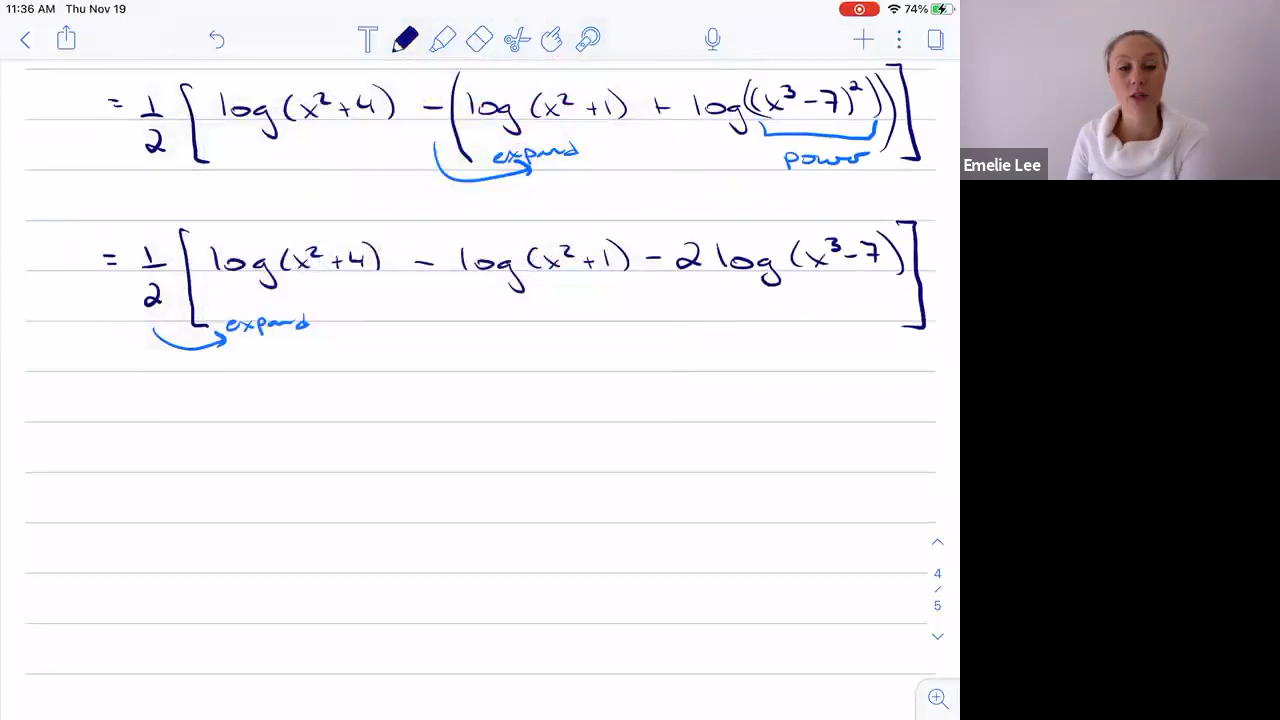 11:36 AM Thu Nov 19
74%
T
= 1/2 [ log(x²+4) - (log(x²+1) + log((x³-7)²)) ]
expand
power
Emelie Lee
= 1/2 [ log(x²+4) - log(x²+1) - 2 log(x³-7) ]
expand
4
/
5